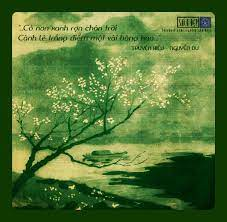 "..Cỏ non xanh rợn chân trời
Cành lê trắng điểm một vài bông hoa..."
TRUYỆN KIỀU - NGUYỄN DU